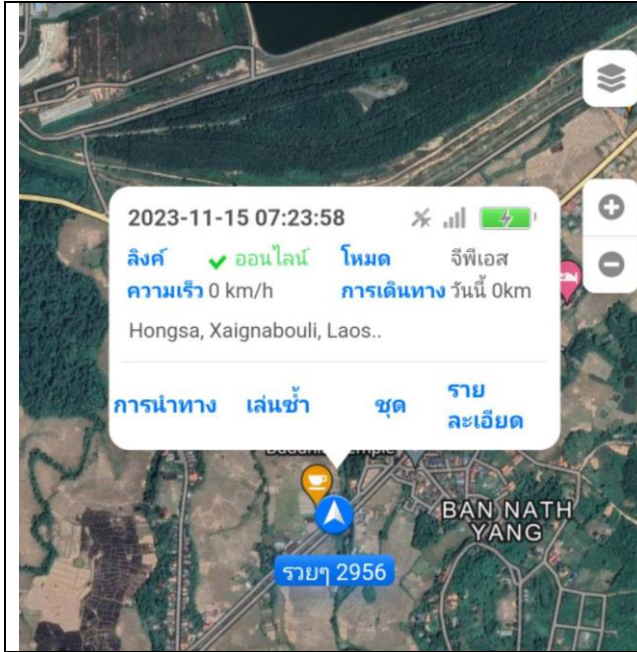 2023-11-15 07:23:58
ลิงค์ ออนไลน์ โหมด จีพีเอส
ความเร็ว 0 km/h การเดินทาง วันนี้ 0km
Hongsa, Xaignabouli, Laos..
การนำทาง เล่นซ้ำ ชุด ราย
ละเอียด
BAN NATH
YANG
รวยๆ 2956